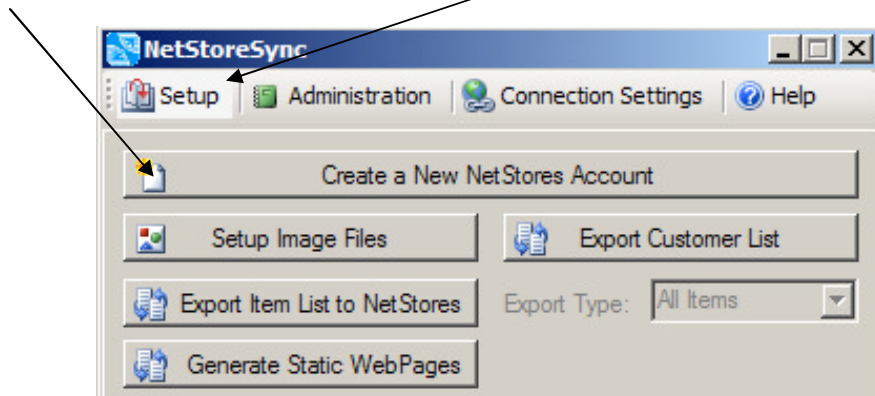 NetStoreSync
Setup Administration Connection Settings Help
Create a New NetStores Account
Setup Image Files Export Customer List
Export Item List to NetStores Export Type: All Items
Generate Static WebPages